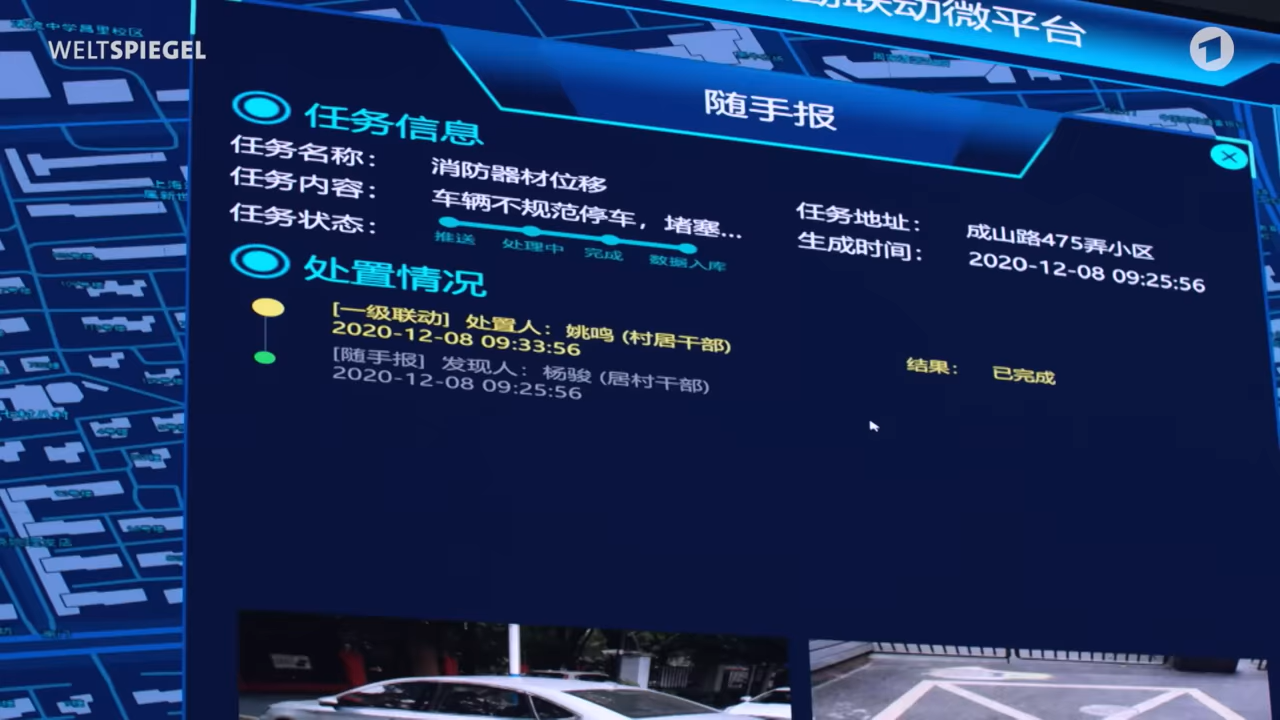 联动微平台
WELTSPIEGEL
1
随手报
任务信息
任务名称： 消防器材位移
任务内容： 车辆不规范停车，堵塞...
任务状态： 推送 处理中 完成 数据入库
任务地址： 成山路475弄小区
生成时间： 2020-12-08 09:25:56
处置情况
[一级联动] 处置人：姚鸣 (村居干部)
2020-12-08 09:33:56
结果： 已完成
[随手报] 发现人：杨骏 (居村干部)
2020-12-08 09:25:56